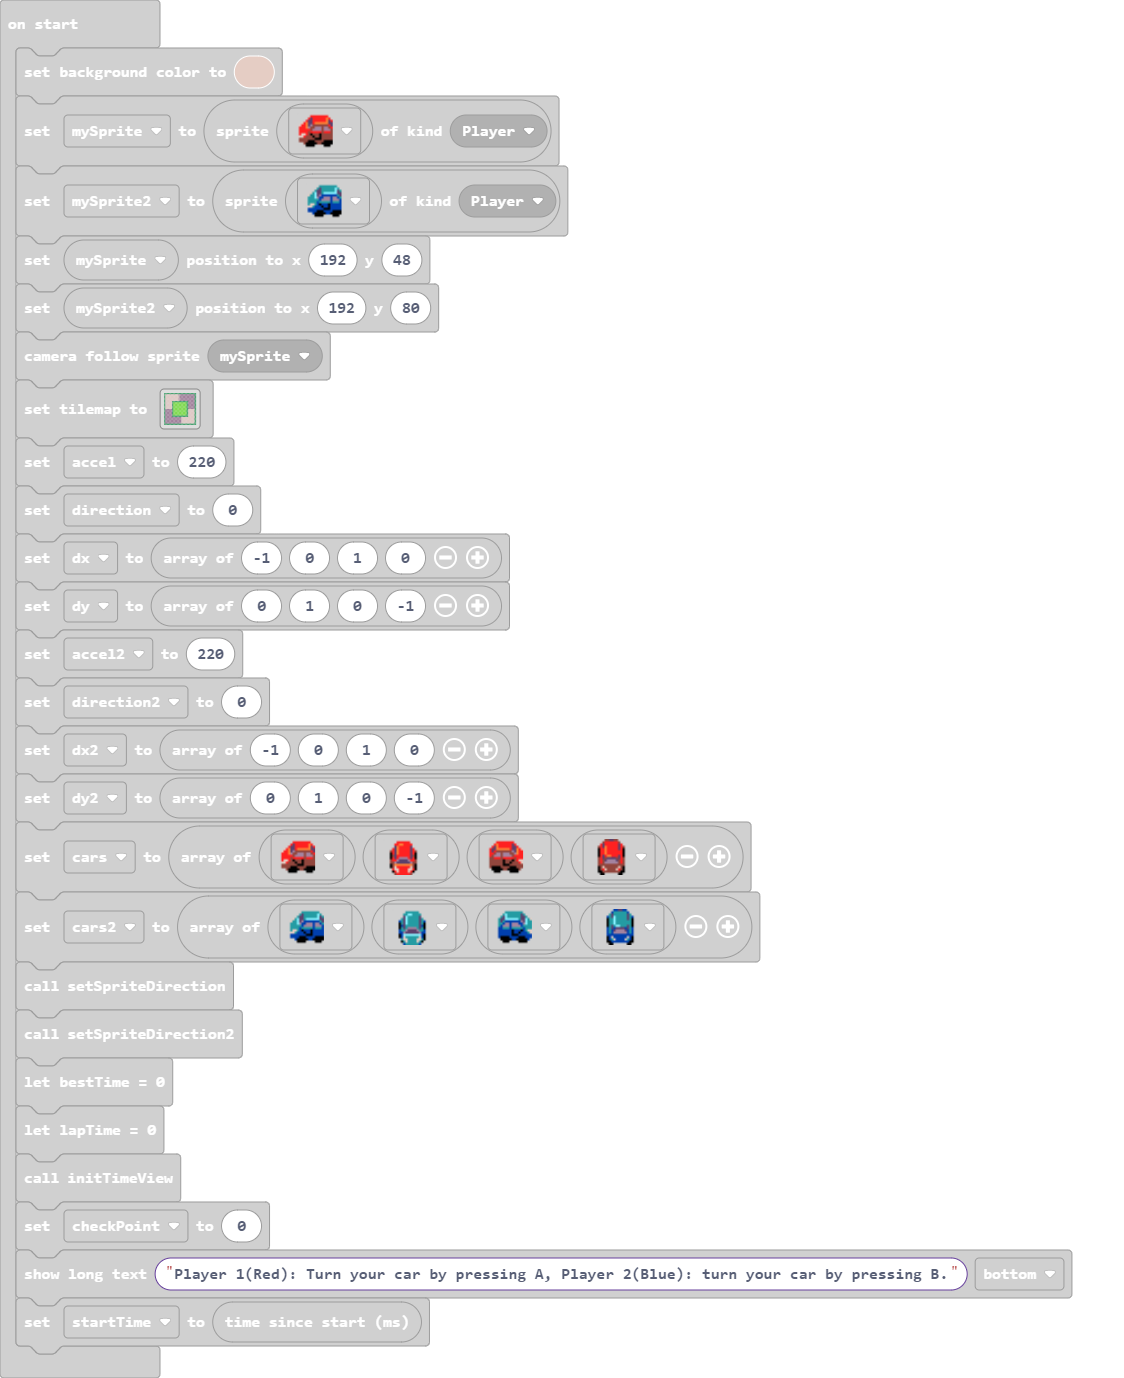 on start
set background color to
set mySprite to sprite of kind Player
set mySprite2 to sprite of kind Player
set mySprite position to x 192 y 48
set mySprite2 position to x 192 y 80
camera follow sprite mySprite
set tilemap to
set accel to 220
set direction to 0
set dx to array of -1 0 1 0
set dy to array of 0 1 0 -1
set accel2 to 220
set direction2 to 0
set dx2 to array of -1 0 1 0
set dy2 to array of 0 1 0 -1
set cars to array of
set cars2 to array of
call setSpriteDirection
call setSpriteDirection2
let bestTime = 0
let lapTime = 0
call initTimeView
set checkPoint to 0
show long text "Player 1(Red): Turn your car by pressing A, Player 2(Blue): turn your car by pressing B." bottom
set startTime to time since start (ms)